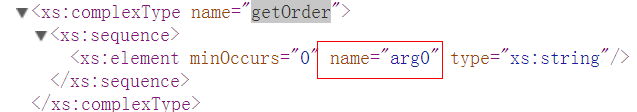 ▼<xs:complexType name="getOrder">
▼<xs:sequence>
<xs:element minOccurs="0" name="arg0" type="xs:string"/>
</xs:sequence>
</xs:complexType>